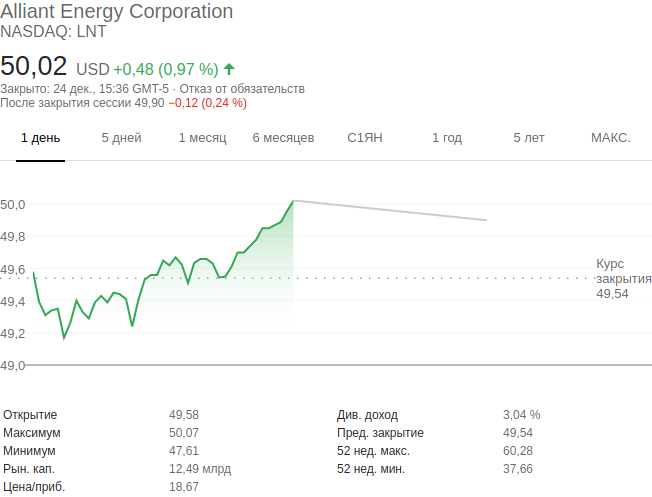 Alliant Energy Corporation
NASDAQ: LNT
50,02 USD +0,48 (0,97 %)
Закрыто: 24 дек., 15:36 GMT-5 · Отказ от обязательств
После закрытия сессии 49,90 −0,12 (0,24 %)
1 день 5 дней 1 месяц 6 месяцев С1ЯН 1 год 5 лет МАКС.
50,0
49,8
49,6
49,4
49,2
49,0
Курс
закрытия
49,54
Открытие 49,58 Див. доход 3,04 %
Максимум 50,07 Пред. закрытие 49,54
Минимум 47,61 52 нед. макс. 60,28
Рын. кап. 12,49 млрд 52 нед. мин. 37,66
Цена/приб. 18,67